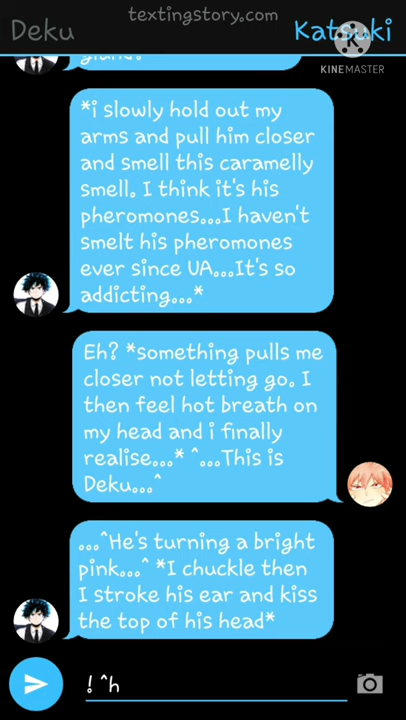 textingstory.com
Deku
Katsuki
KINEMASTER
gland?
*i slowly hold out my
arms and pull him closer
and smell this caramelly
smell. I think it's his
pheromones...I haven't
smelt his pheromones
ever since UA...It's so
addicting...*
Eh? *something pulls me
closer not letting go. I
then feel hot breath on
my head and i finally
realise....* ^...This is
Deku...^
...^He's turning a bright
pink...^ *I chuckle then
I stroke his ear and kiss
the top of his head*
! ^h